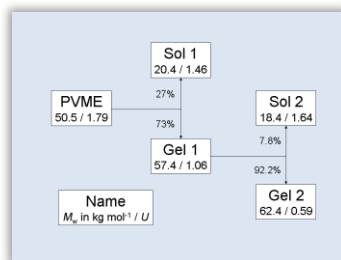 Sol 1
20.4 / 1.46
27%
PVME
50.5 / 1.79
Sol 2
18.4 / 1.64
73%
7.8%
Gel 1
57.4 / 1.06
92.2%
Gel 2
62.4 / 0.59
Name
Mw in kg mol-1 / U